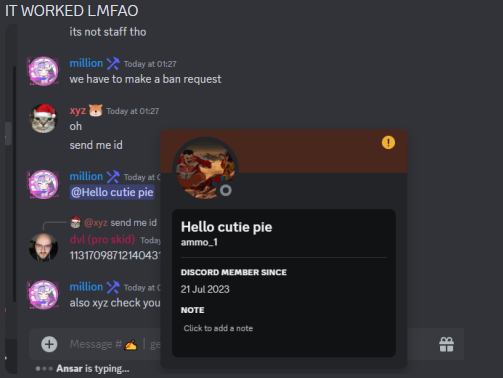 IT WORKED LMFAO
its not staff tho
million Today at 01:27
we have to make a ban request
xyz Today at 01:27
oh
send me id
million Today at 0
@Hello cutie pie
@xyz send me id
dvl (pro skid) Today
11317098712140431
million Today at 0
also xyz check you
Hello cutie pie
ammo_1
DISCORD MEMBER SINCE
21 Jul 2023
NOTE
Click to add a note
Message #✍️ | ge
Ansar is typing...